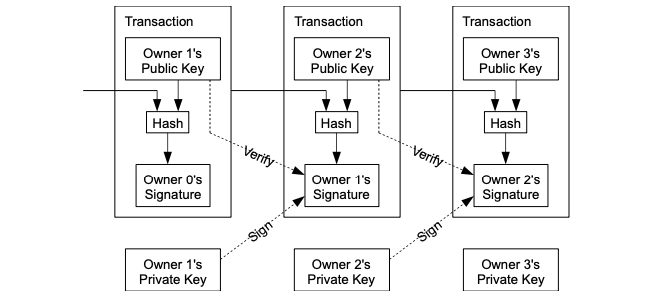 Transaction
Transaction
Transaction
Owner 1's
Public Key
Owner 2's
Public Key
Owner 3's
Public Key
Hash
Hash
Hash
Verify
Verify
Owner 0's
Signature
Owner 1's
Signature
Owner 2's
Signature
Sign
Sign
Owner 1's
Private Key
Owner 2's
Private Key
Owner 3's
Private Key